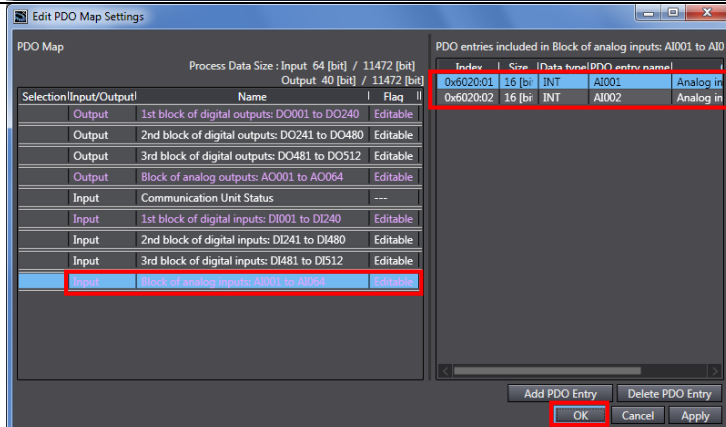 Edit PDO Map Settings
PDO Map
Process Data Size : Input 64 [bit] / 11472 [bit]
Output 40 [bit] / 11472 [bit]
Selection Input/Output Name Flag
Output 1st block of digital outputs: DO001 to DO240 Editable
Output 2nd block of digital outputs: DO241 to DO480 Editable
Output 3rd block of digital outputs: DO481 to DO512 Editable
Output Block of analog outputs: AO001 to AO064 Editable
Input Communication Unit Status ---
Input 1st block of digital inputs: DI001 to DI240 Editable
Input 2nd block of digital inputs: DI241 to DI480 Editable
Input 3rd block of digital inputs: DI481 to DI512 Editable
Input Block of analog inputs: AI001 to AI064 Editable
PDO entries included in Block of analog inputs: AI001 to AI0
Index Size Data type PDO entry name
0x6020:01 16 [bi INT AI001 Analog in
0x6020:02 16 [bi INT AI002 Analog in
Add PDO Entry Delete PDO Entry
OK Cancel Apply